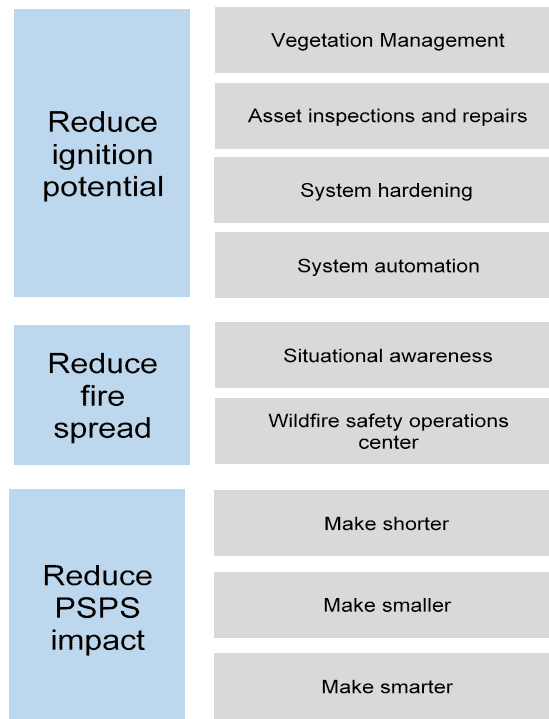 Reduce
ignition
potential
Vegetation Management
Asset inspections and repairs
System hardening
System automation
Reduce
fire
spread
Situational awareness
Wildfire safety operations
center
Reduce
PSPS
impact
Make shorter
Make smaller
Make smarter